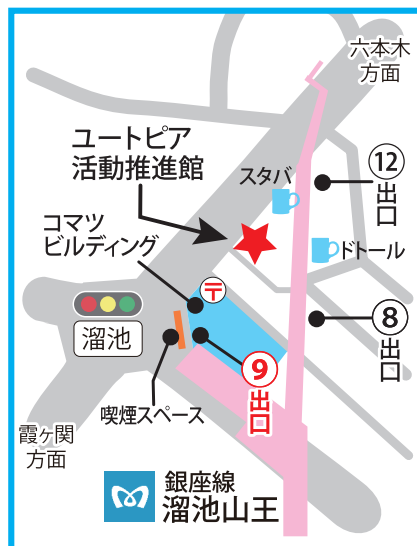 六本木
方面
ユートピア
活動推進館
スタバ
⑫
出口
コマツ
ビルディング
ドトール
〒
⑧
出口
溜池
⑨
出口
喫煙スペース
霞ヶ関
方面
銀座線
溜池山王